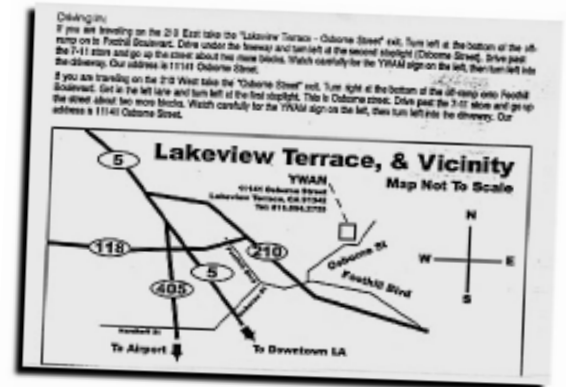 Driving In:
If you are traveling on the 210 East take the "Lakeview Terrace - Osborne Street" exit. Turn left at the bottom of the off-
ramp on to Foothill Boulevard. Drive under the freeway and turn left at the second stoplight (Osborne Street). Drive past
the 7-11 store and go up the street about two more blocks. Watch carefully for the YWAM sign on the left, then turn left into
the driveway. Our address is 11141 Osborne Street.
If you are traveling on the 210 West take the "Osborne Street" exit. Turn right at the bottom of the off-ramp onto Foothill
Boulevard. Get in the left lane and turn left at the first stoplight. This is Osborne street. Drive past the 7-11 store and go up
the street about two more blocks. Watch carefully for the YWAM sign on the left, then turn left into the driveway. Our
address is 11141 Osborne Street.
Lakeview Terrace, & Vicinity
Map Not To Scale
YWAM
11141 Osborne Street
Lakeview Terrace, CA 91342
5
N
W
E
S
118
210
5
405
Osborne St
Foothill Blvd
Foothill Blvd
To Airport
To Downtown LA